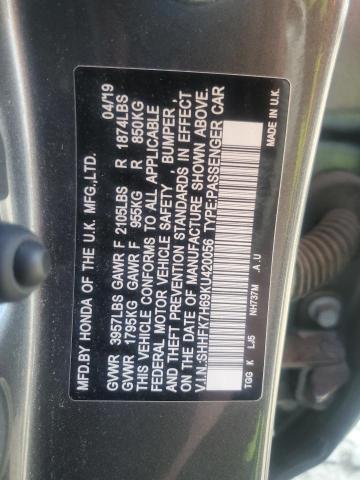 MFD.BY HONDA OF THE U.K. MFG.,LTD. 04/19
GVWR 3957LBS GAWR F 2105LBS R 1874LBS
GVWR 1795KG GAWR F 955KG R 850KG
THIS VEHICLE CONFORMS TO ALL APPLICABLE
FEDERAL MOTOR VEHICLE SAFETY , BUMPER ,
AND THEFT PREVENTION STANDARDS IN EFFECT
ON THE DATE OF MANUFACTURE SHOWN ABOVE.
V.I.N.:SHHFK7H69KU420056 TYPE:PASSENGER CAR
TGG K LJ5 NH737M .A .U MADE IN U.K.